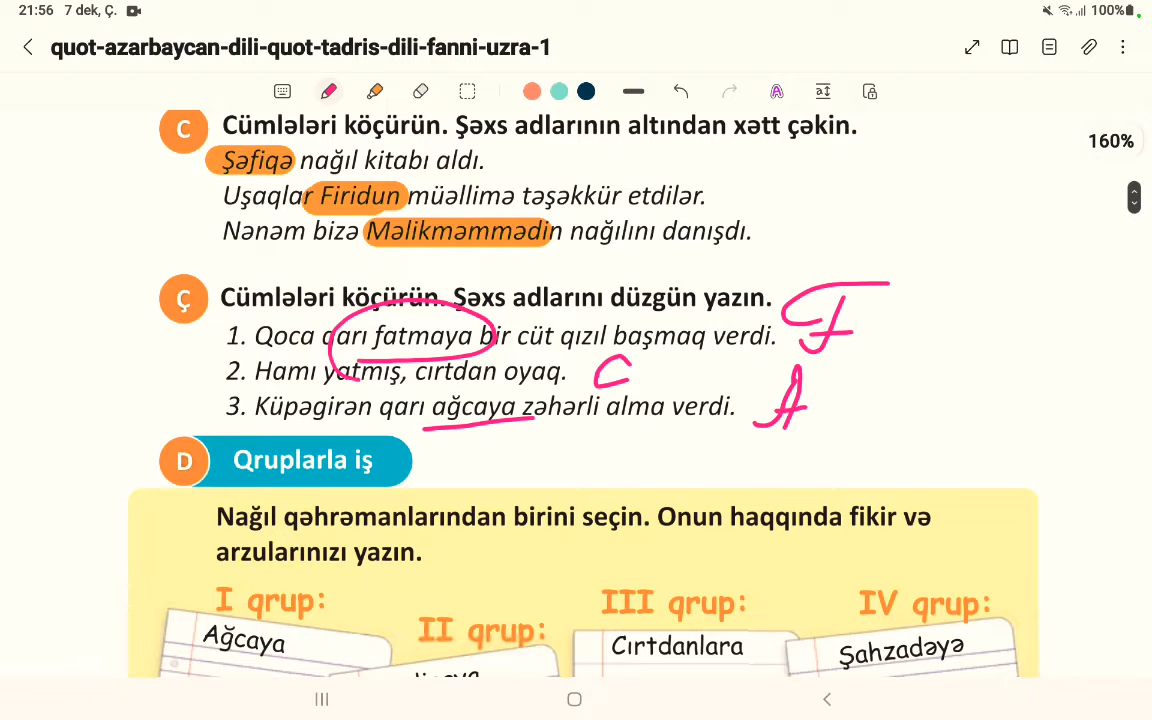 21:56 7 dek, Ç. 100%
quot-azarbaycan-dili-quot-tadris-dili-fanni-uzra-1
160%
C Cümlələri köçürün. Şəxs adlarının altından xətt çəkin.
Şəfiqə nağıl kitabı aldı.
Uşaqlar Firidun müəllimə təşəkkür etdilər.
Nənəm bizə Məlikməmmədin nağılını danışdı.
Ç Cümlələri köçürün. Şəxs adlarını düzgün yazın.
1. Qoca qarı fatmaya bir cüt qızıl başmaq verdi. F
2. Hamı yatmış, cırtdan oyaq. C
3. Küpəgirən qarı ağcaya zəhərli alma verdi. A
D Qruplarla iş
Nağıl qəhrəmanlarından birini seçin. Onun haqqında fikir və
arzularınızı yazın.
I qrup: II qrup: III qrup: IV qrup:
Ağcaya Cırtdanlara Şahzadəyə